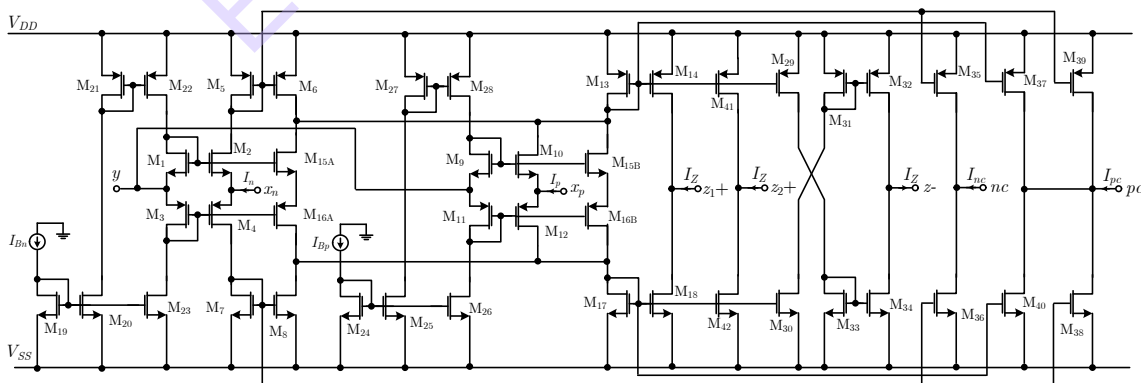 V_DD
M21
M22
M5
M6
M27
M28
M13
M14
M41
M29
M31
M32
M35
M37
M39
M1
M2
M15A
M9
M10
M15B
y
I_n
x_n
I_p
x_p
I_Z
z_1+
I_Z
z_2+
I_Z
z-
I_nc
nc
I_pc
pc
M3
M4
M16A
M11
M12
M16B
I_Bn
I_Bp
M19
M20
M23
M7
M8
M24
M25
M26
M17
M18
M42
M30
M33
M34
M36
M40
M38
V_SS